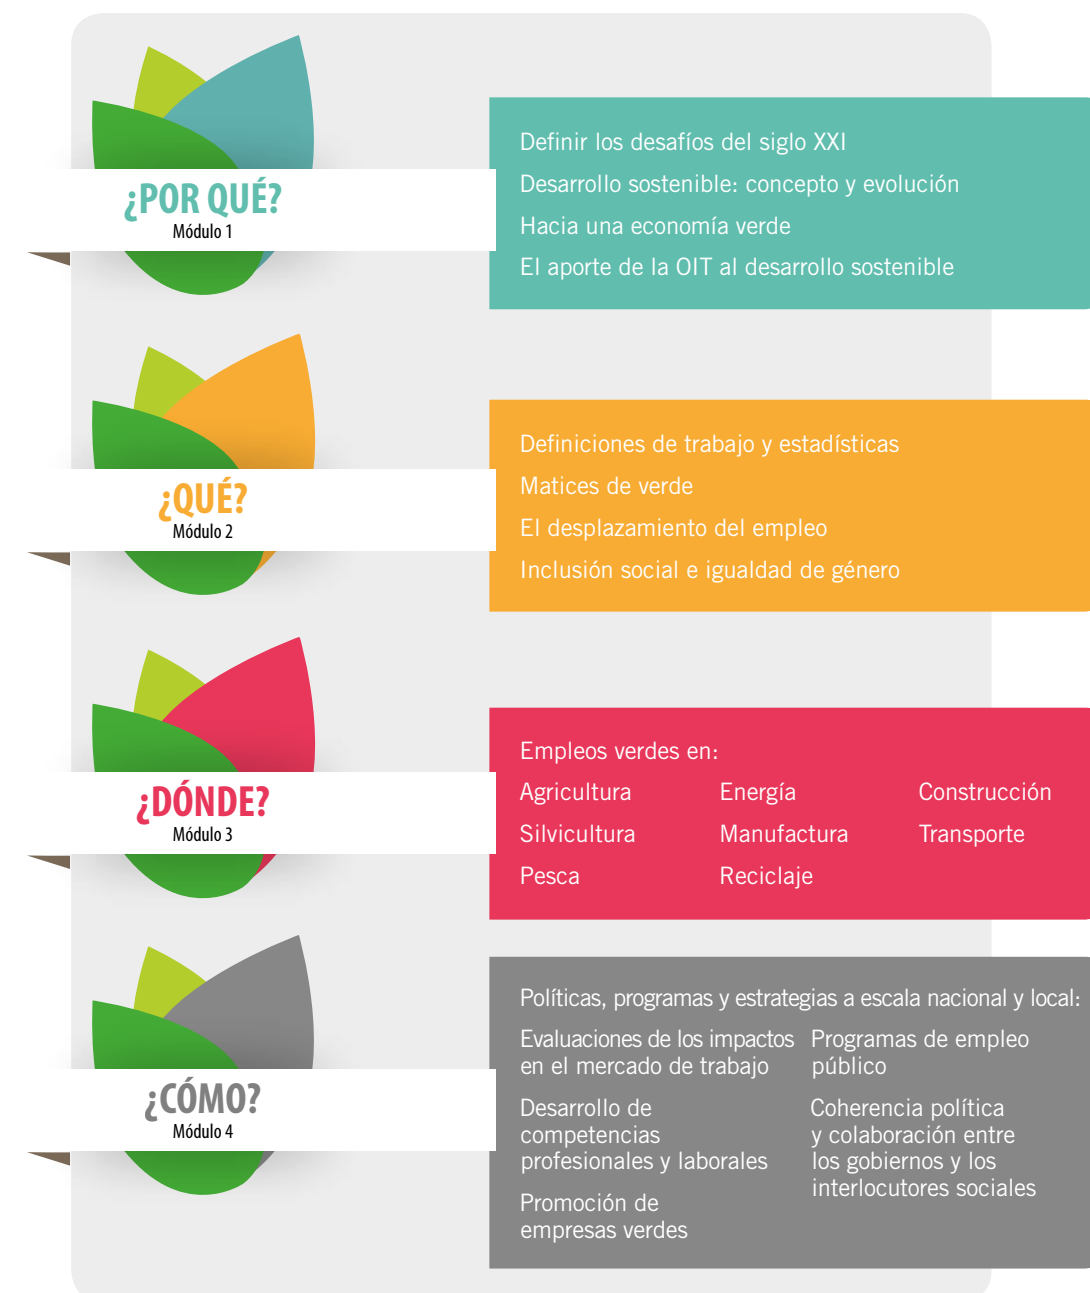 ¿POR QUÉ?
Módulo 1
Definir los desafíos del siglo XXI
Desarrollo sostenible: concepto y evolución
Hacia una economía verde
El aporte de la OIT al desarrollo sostenible
¿QUÉ?
Módulo 2
Definiciones de trabajo y estadísticas
Matices de verde
El desplazamiento del empleo
Inclusión social e igualdad de género
¿DÓNDE?
Módulo 3
Empleos verdes en:
Agricultura
Silvicultura
Pesca
Energía
Manufactura
Reciclaje
Construcción
Transporte
¿CÓMO?
Módulo 4
Políticas, programas y estrategias a escala nacional y local:
Evaluaciones de los impactos
en el mercado de trabajo
Desarrollo de
competencias
profesionales y laborales
Promoción de
empresas verdes
Programas de empleo
público
Coherencia política
y colaboración entre
los gobiernos y los
interlocutores sociales